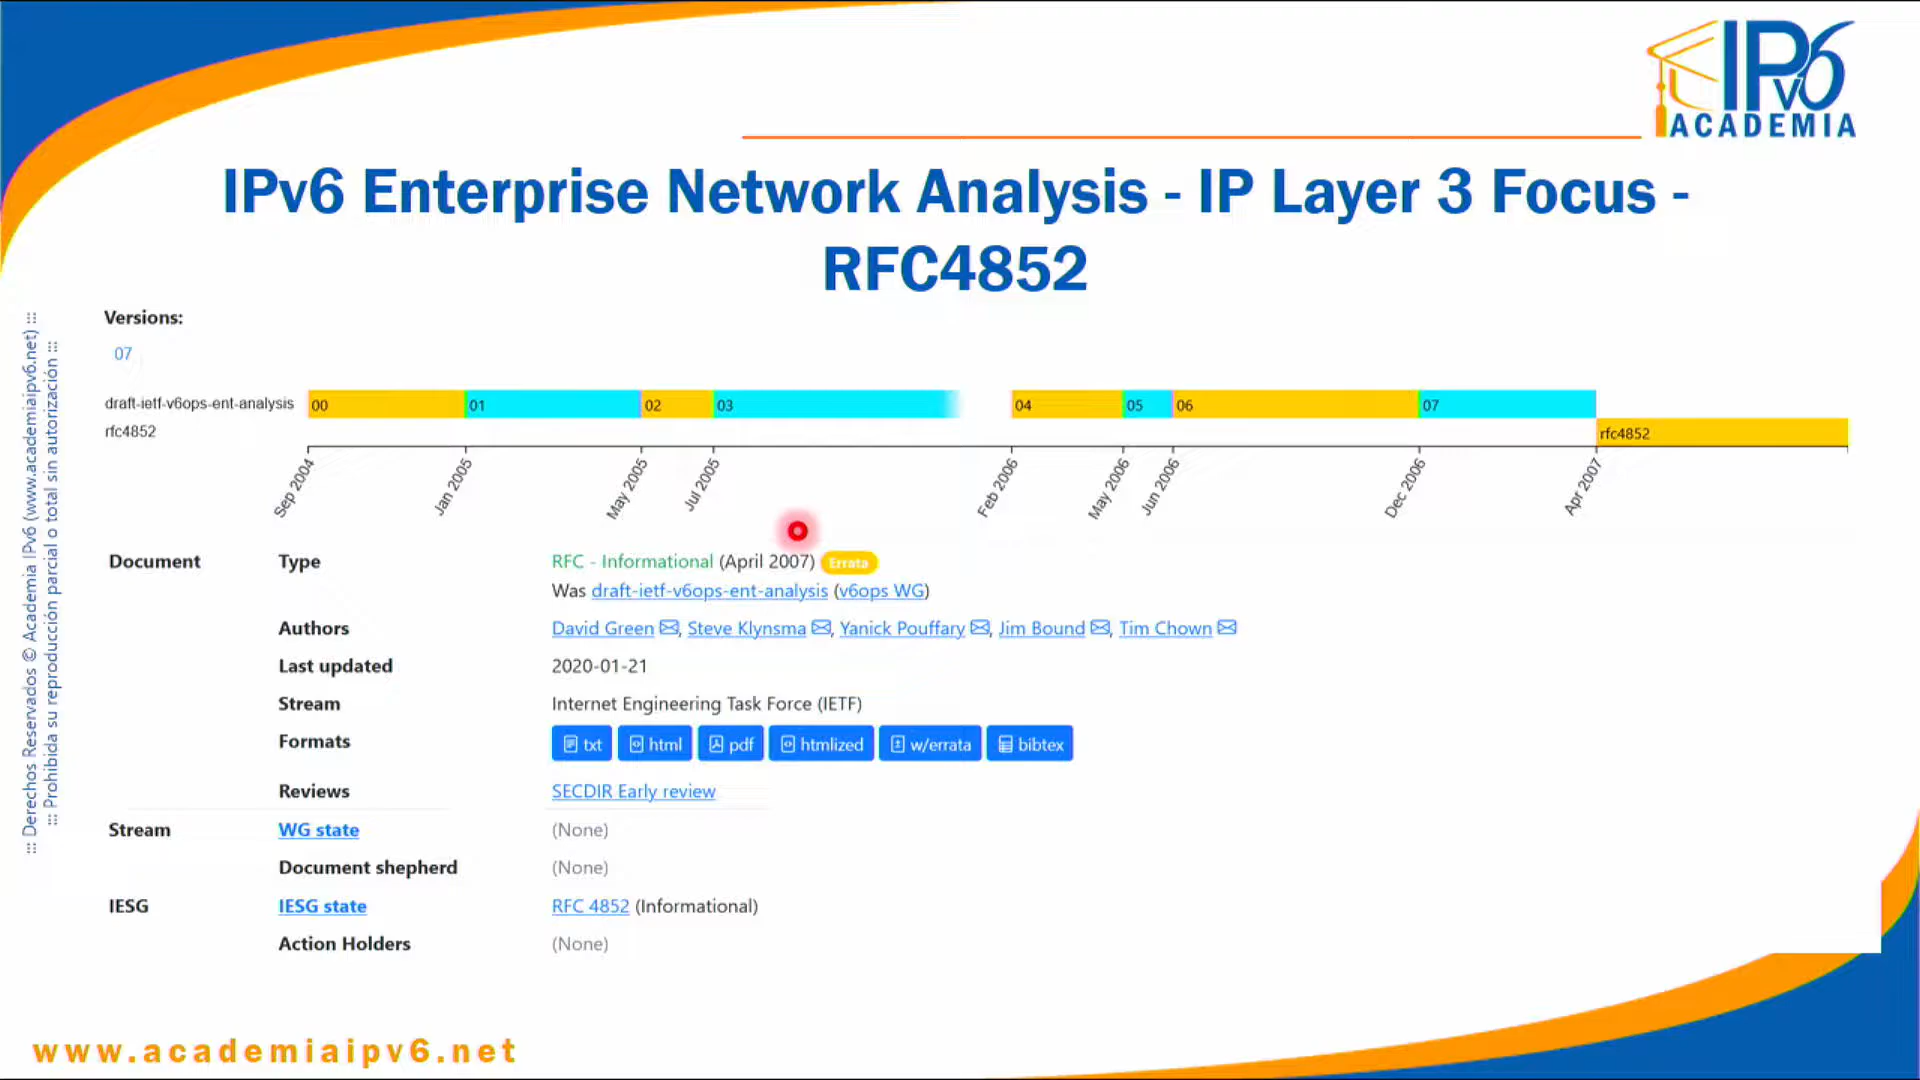 IPv6
ACADEMIA
IPv6 Enterprise Network Analysis - IP Layer 3 Focus -
RFC4852
::: Derechos Reservados © Academia IPv6 (www.academiaipv6.net) :::
::: Prohibida su reproducción parcial o total sin autorización :::
Versions:
07
draft-ietf-v6ops-ent-analysis 00 01 02 03 04 05 06 07
rfc4852 rfc4852
Sep 2004 Jan 2005 May 2005 Jul 2005 Feb 2006 May 2006 Jun 2006 Dec 2006 Apr 2007
Document Type RFC - Informational (April 2007) Errata
Was draft-ietf-v6ops-ent-analysis (v6ops WG)
Authors David Green, Steve Klynsma, Yanick Pouffary, Jim Bound, Tim Chown
Last updated 2020-01-21
Stream Internet Engineering Task Force (IETF)
Formats txt html pdf htmlized w/errata bibtex
Reviews SECDIR Early review
Stream WG state (None)
Document shepherd (None)
IESG IESG state RFC 4852 (Informational)
Action Holders (None)
www.academiaipv6.net